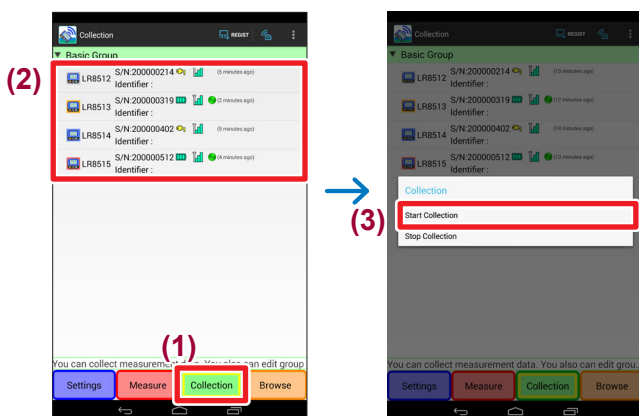 Collection REGIST
Basic Group
(2)
LR8512 S/N:200000214 (5 minutes ago)
Identifier :
LR8513 S/N:200000319 (2 minutes ago)
Identifier :
LR8514 S/N:200000402 (5 minutes ago)
Identifier :
LR8515 S/N:200000512 (4 minutes ago)
Identifier :
(1)
You can collect measurement data. You also can edit group
Settings Measure Collection Browse
Collection REGIST
Basic Group
LR8512 S/N:200000214 (13 minutes ago)
Identifier :
LR8513 S/N:200000319 (12 minutes ago)
Identifier :
LR8514 S/N:200000402 (14 minutes ago)
Identifier :
LR8515 S/N:200000512 (13 minutes ago)
Collection
(3)
Start Collection
Stop Collection
You can collect measurement data. You also can edit grou...
Settings Measure Collection Browse